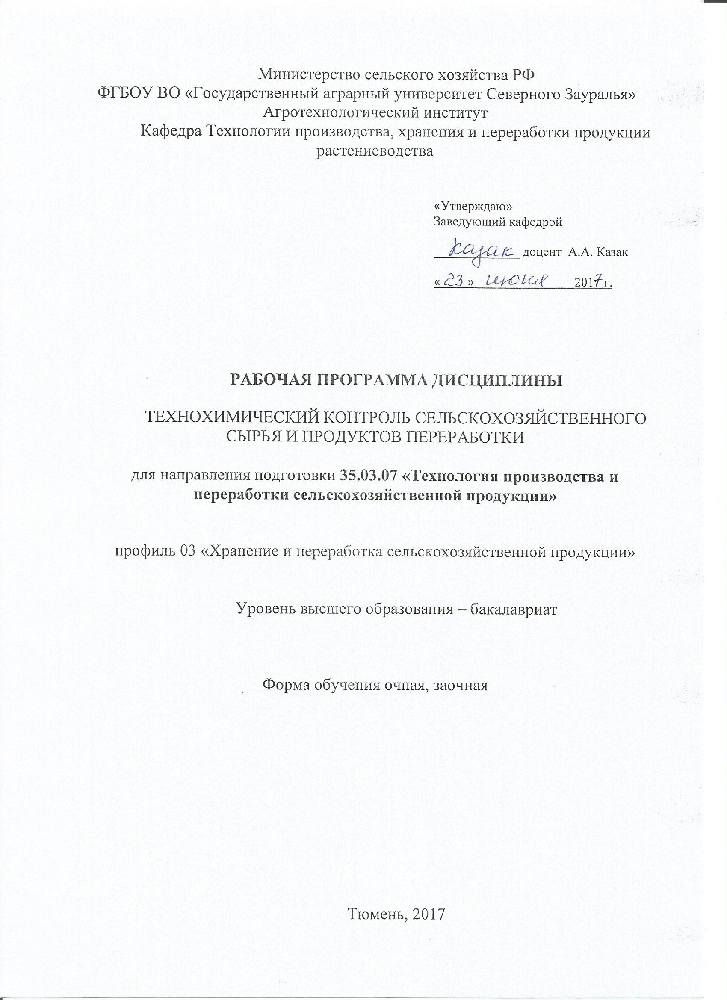 Министерство сельского хозяйства РФ
ФГБОУ ВО «Государственный аграрный университет Северного Зауралья»
Агротехнологический институт
Кафедра Технологии производства, хранения и переработки продукции
растениеводства
«Утверждаю»
Заведующий кафедрой
Казак доцент А.А. Казак
« 23 » июня 2017 г.
РАБОЧАЯ ПРОГРАММА ДИСЦИПЛИНЫ
ТЕХНОХИМИЧЕСКИЙ КОНТРОЛЬ СЕЛЬСКОХОЗЯЙСТВЕННОГО
СЫРЬЯ И ПРОДУКТОВ ПЕРЕРАБОТКИ
для направления подготовки 35.03.07 «Технология производства и
переработки сельскохозяйственной продукции»
профиль 03 «Хранение и переработка сельскохозяйственной продукции»
Уровень высшего образования – бакалавриат
Форма обучения очная, заочная
Тюмень, 2017